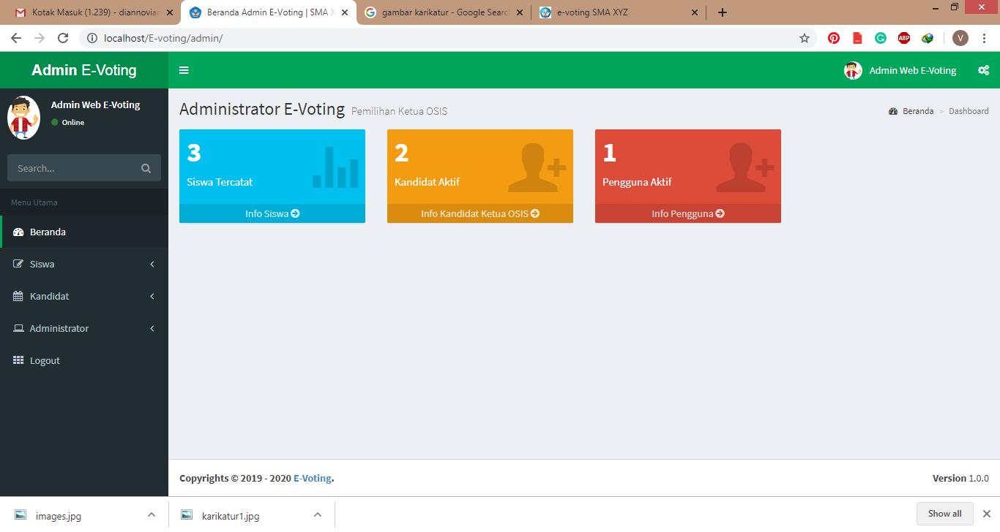 Kotak Masuk (1.239) - diannovian
Beranda Admin E-Voting | SMA X
gambar karikatur - Google Searc
e-voting SMA XYZ
localhost/E-voting/admin/
ABP
V
Admin E-Voting
Admin Web E-Voting
Admin Web E-Voting
Online
Search...
Menu Utama
Beranda
Siswa
Kandidat
Administrator
Logout
Administrator E-Voting Pemilihan Ketua OSIS
Beranda > Dashboard
3
Siswa Tercatat
Info Siswa
2
Kandidat Aktif
Info Kandidat Ketua OSIS
1
Pengguna Aktif
Info Pengguna
Copyrights © 2019 - 2020 E-Voting.
Version 1.0.0
images.jpg
karikatur1.jpg
Show all